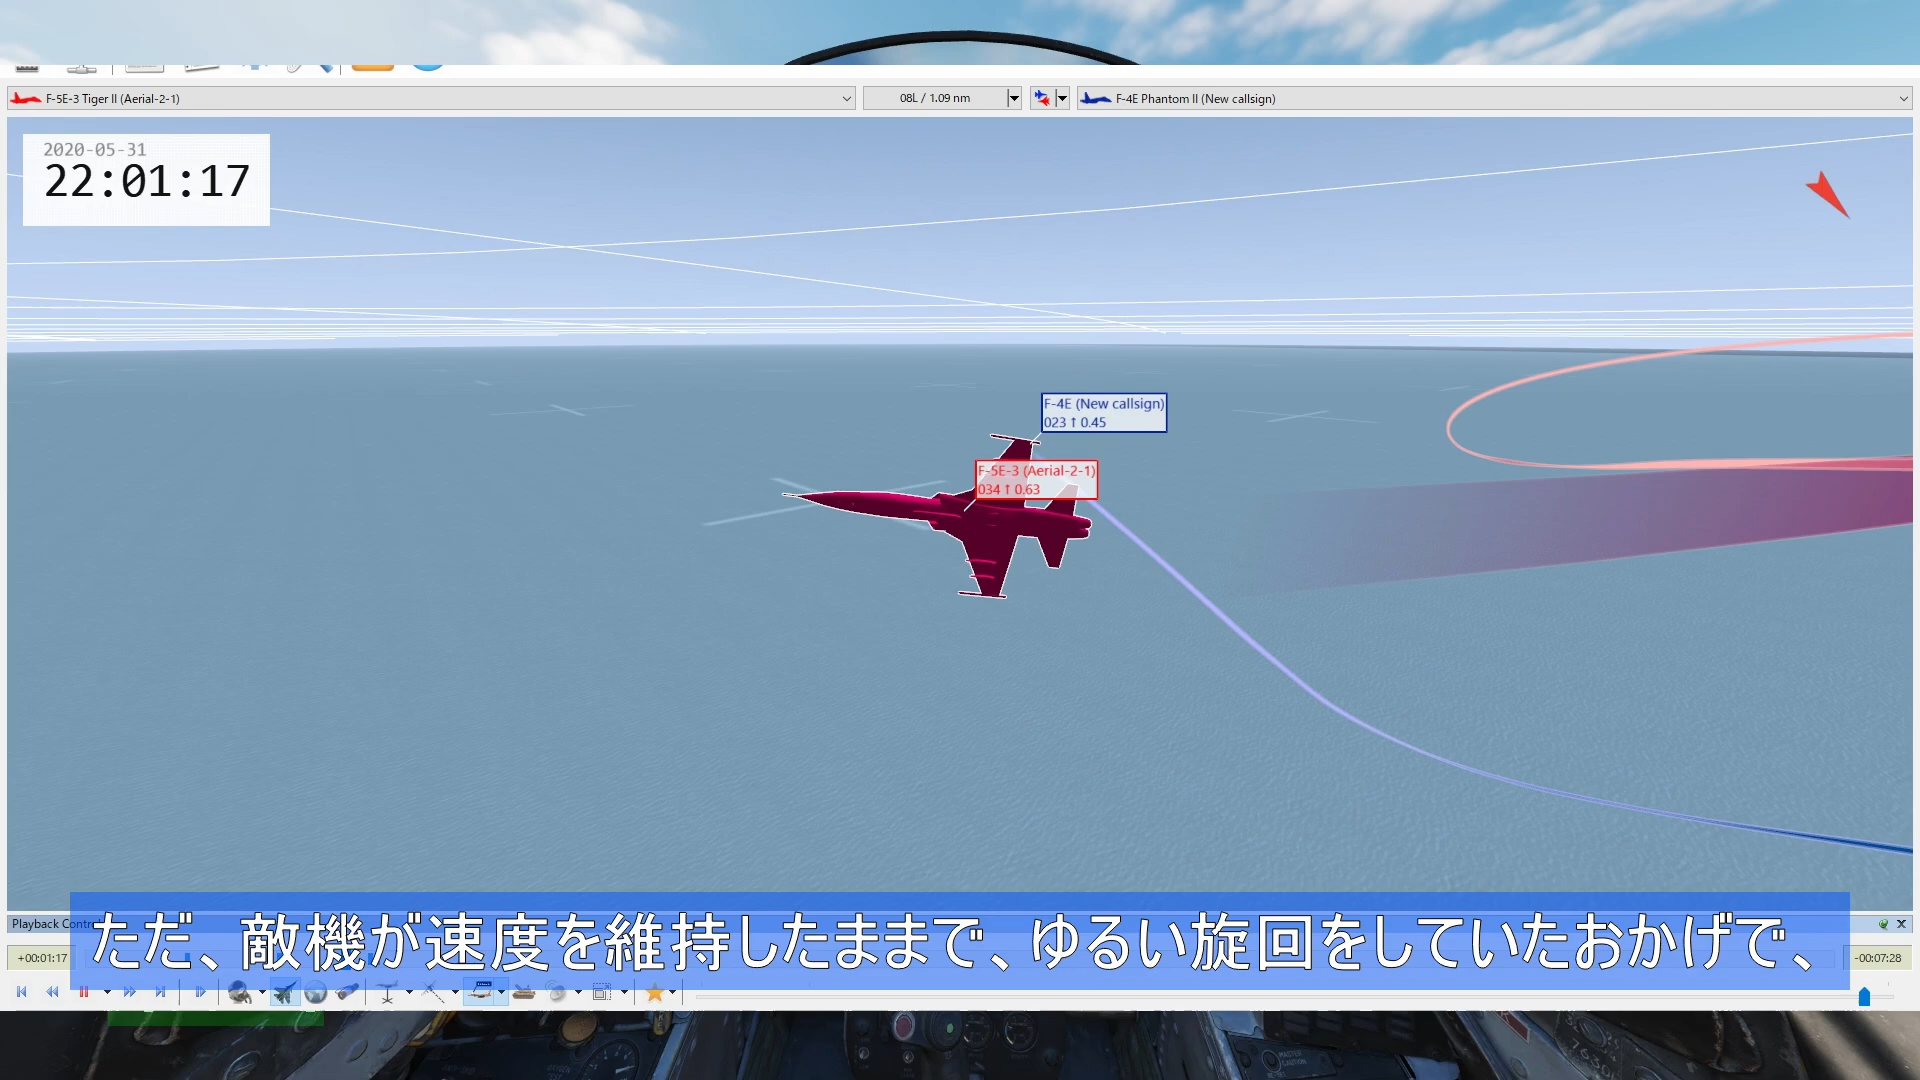 F-5E-3 Tiger II (Aerial-2-1)
08L / 1.09 nm
F-4E Phantom II (New callsign)
2020-05-31
22:01:17
F-4E (New callsign)
023 ↑ 0.45
F-5E-3 (Aerial-2-1)
034 ↑ 0.63
ただ、敵機が速度を維持したままで、ゆるい旋回をしていたおかげで、
+00:01:17
-00:07:28
MASTER
CAUTION